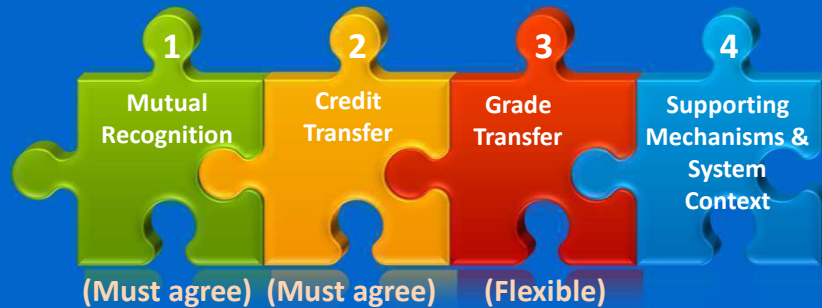 1
Mutual
Recognition
2
Credit
Transfer
3
Grade
Transfer
4
Supporting
Mechanisms &
System
Context
(Must agree)
(Must agree)
(Flexible)